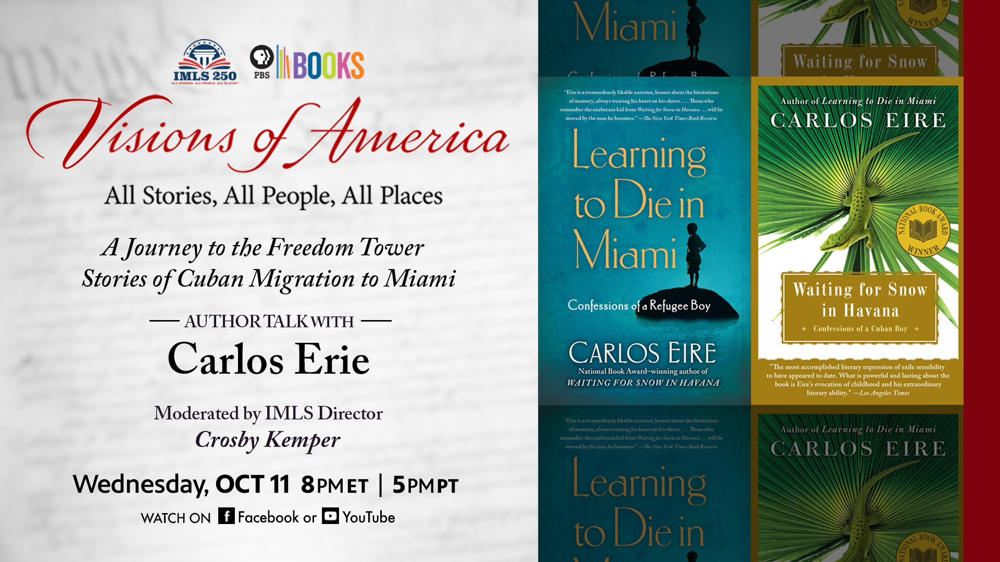 IMLS 250
ALL STORIES. ALL PEOPLE. ALL PLACES.™
PBS BOOKS
Visions of America
All Stories, All People, All Places
A Journey to the Freedom Tower
Stories of Cuban Migration to Miami
AUTHOR TALK WITH
Carlos Erie
Moderated by IMLS Director
Crosby Kemper
Wednesday, OCT 11 8PM ET | 5PM PT
WATCH ON Facebook or YouTube
Miami
Confessions of a Refugee Boy
WINNER
Waiting for Snow
"Eire is a tremendously likable narrator, honest about the limitations
of memory, always wearing his heart on his sleeve. . . . Those who
remember the exuberant kid from Waiting for Snow in Havana . . . will be
moved by the man he becomes." —The New York Times Book Review
Learning
to Die in
Miami
Confessions of a Refugee Boy
CARLOS EIRE
National Book Award–winning author of
WAITING FOR SNOW IN HAVANA
Author of Learning to Die in Miami
CARLOS EIRE
NATIONAL BOOK AWARD
WINNER
Waiting for Snow
in Havana
Confessions of a Cuban Boy
"The most accomplished literary expression of exile sensibility
to have appeared to date. What is powerful and lasting about the
book is Eire's evocation of childhood and his extraordinary
literary ability." —Los Angeles Times
"Eire is a tremendously likable narrator, honest about the limitations
of memory, always wearing his heart on his sleeve. . . . Those who
remember the exuberant kid from Waiting for Snow in Havana . . . will be
moved by the man he becomes." —The New York Times Book Review
Learning
to Die in
Author of Learning to Die in Miami
CARLOS EIRE
NATIONAL BOOK AWARD